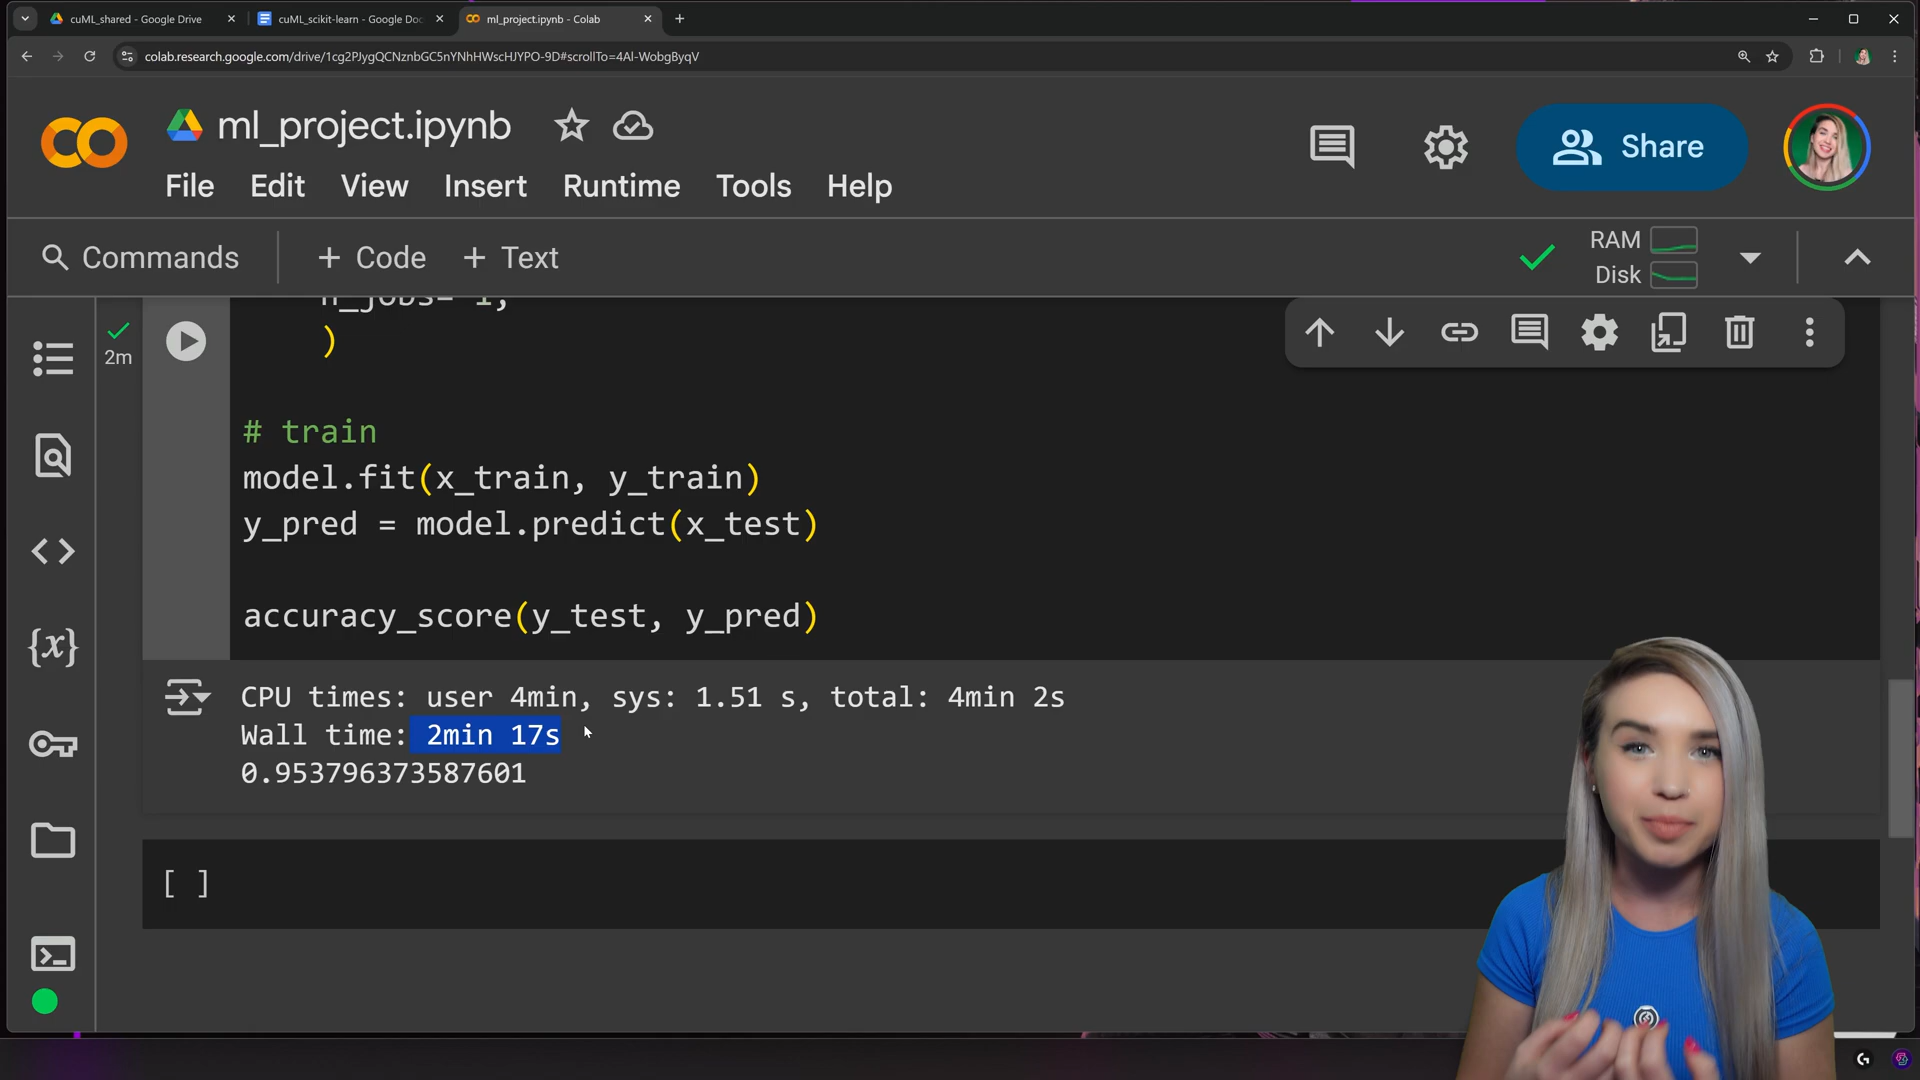 cuML_shared - Google Drive
cuML_scikit-learn - Google Doc
ml_project.ipynb - Colab
colab.research.google.com/drive/1cg2PJygQCNznbGC5nYNhHWscHJYPO-9D#scrollTo=4Al-WobgByqV
ml_project.ipynb
Share
File Edit View Insert Runtime Tools Help
Commands + Code + Text
RAM
Disk
n_jobs=-1,
)
2m
# train
model.fit(x_train, y_train)
y_pred = model.predict(x_test)
accuracy_score(y_test, y_pred)
CPU times: user 4min, sys: 1.51 s, total: 4min 2s
Wall time: 2min 17s
0.953796373587601
[ ]